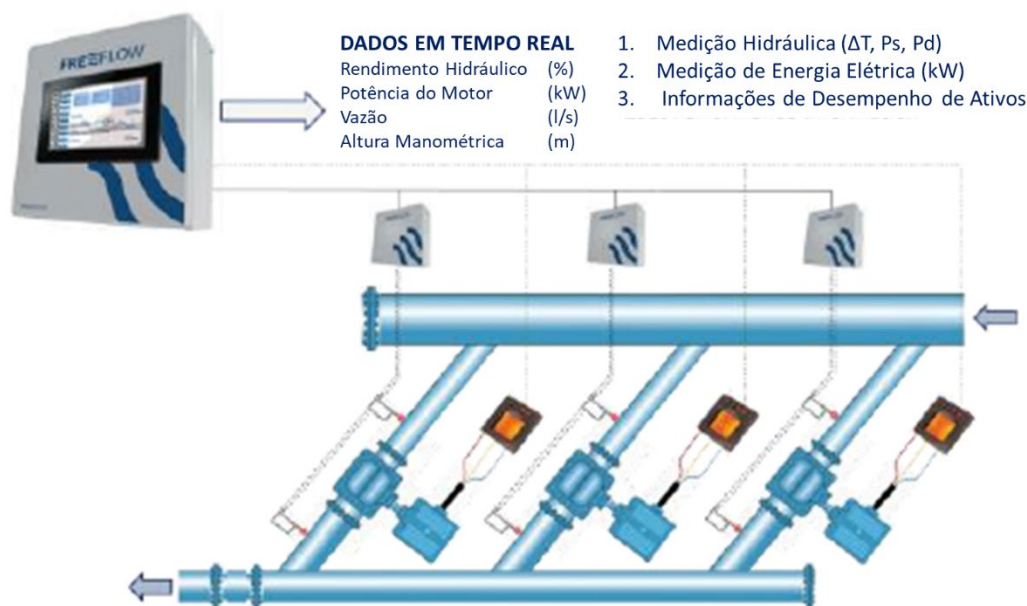 FREEFLOW
DADOS EM TEMPO REAL
Rendimento Hidráulico (%)
Potência do Motor (kW)
Vazão (l/s)
Altura Manométrica (m)
1. Medição Hidráulica (ΔT, Ps, Pd)
2. Medição de Energia Elétrica (kW)
3. Informações de Desempenho de Ativos